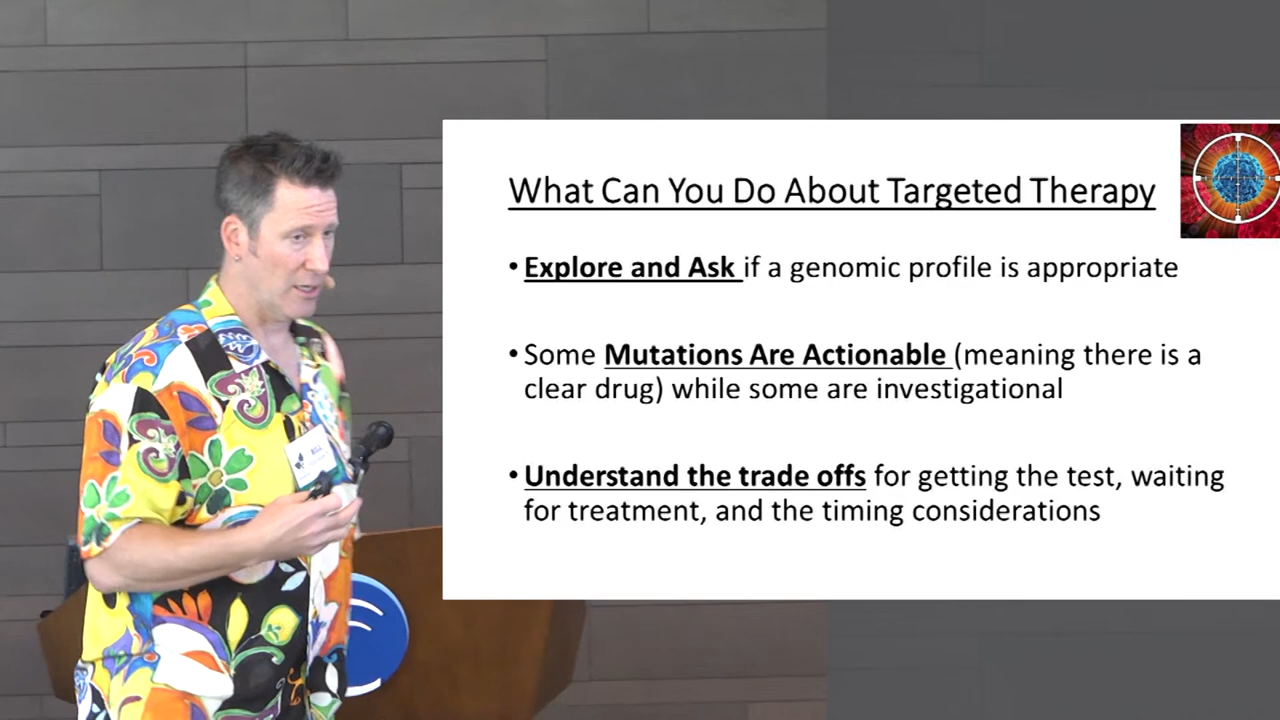 What Can You Do About Targeted Therapy
•Explore and Ask if a genomic profile is appropriate
•Some Mutations Are Actionable (meaning there is a
clear drug) while some are investigational
•Understand the trade offs for getting the test, waiting
for treatment, and the timing considerations
BILL